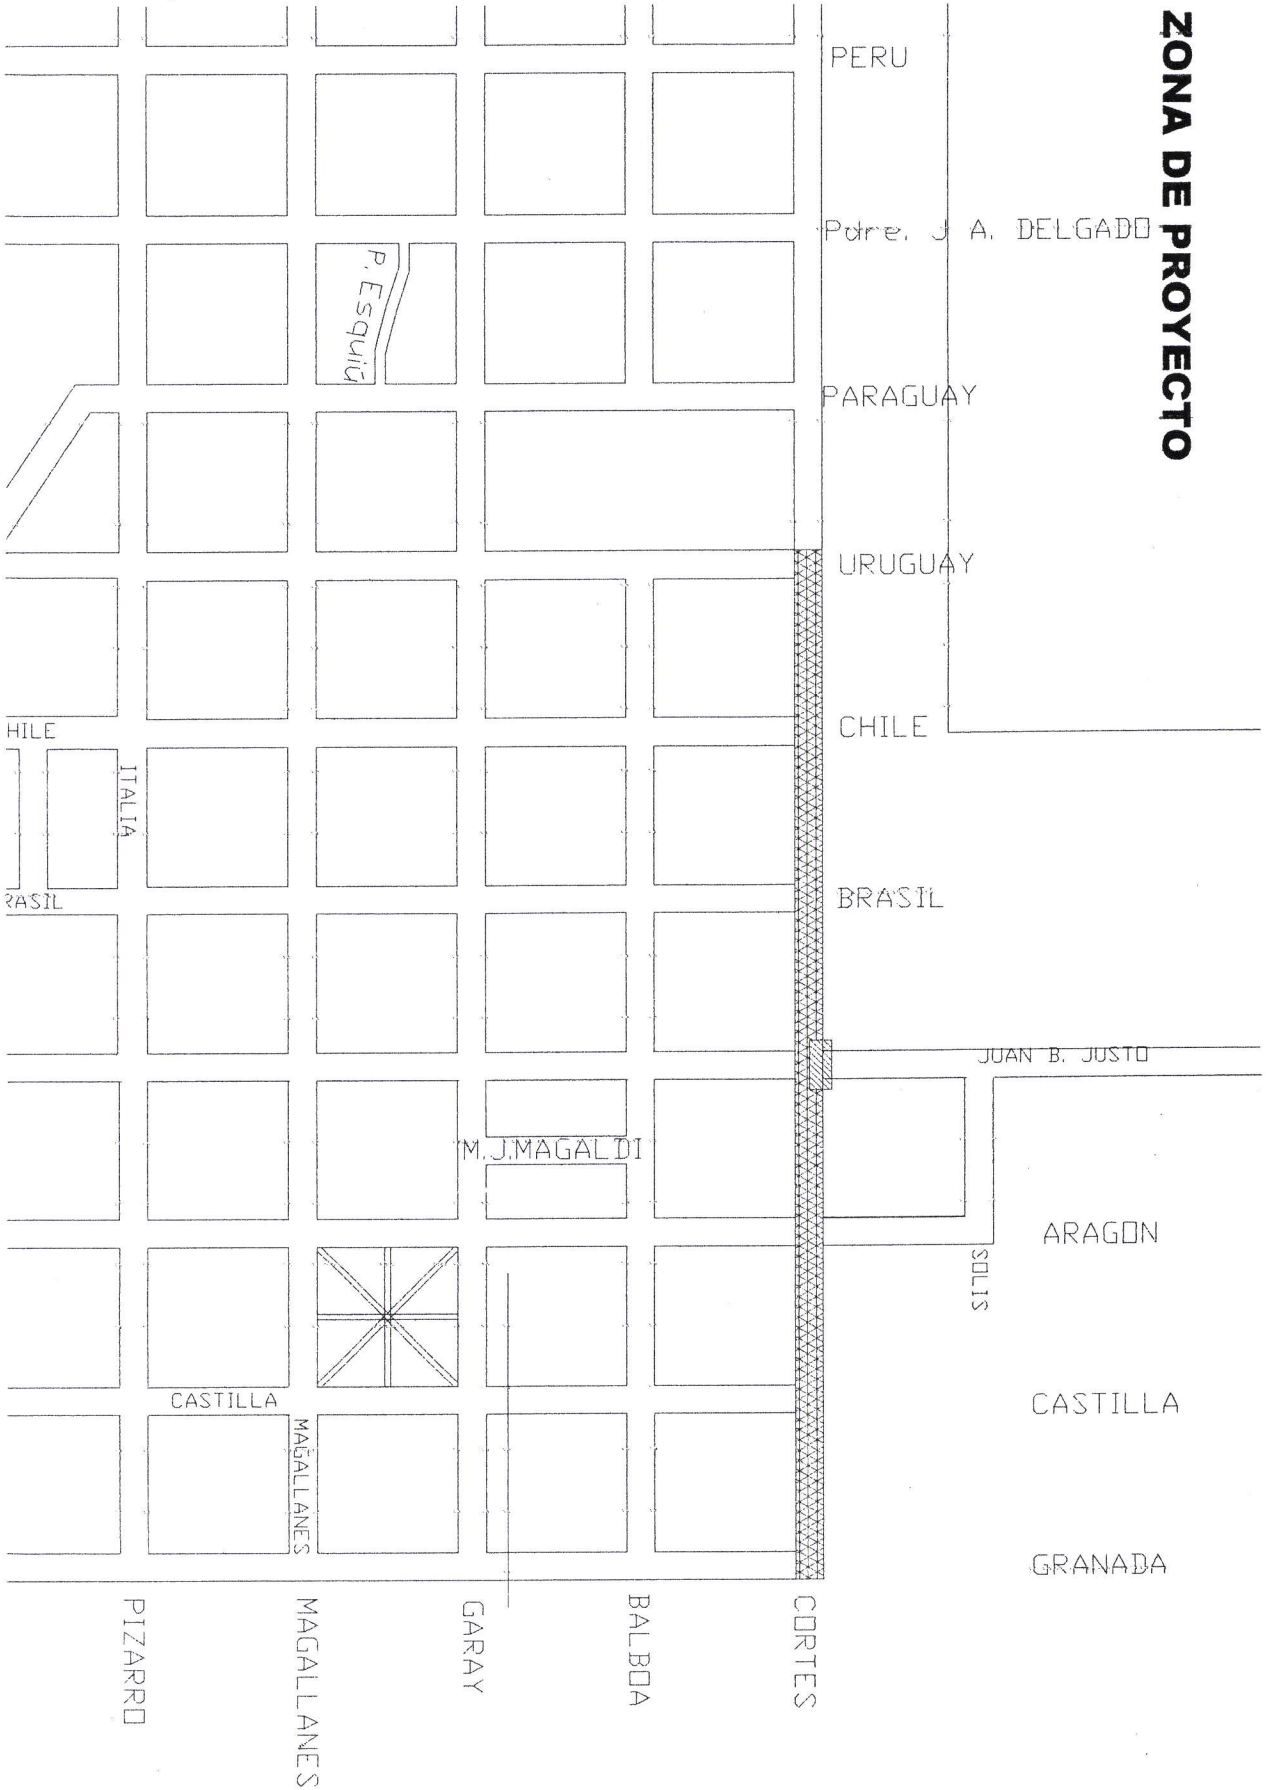 ZONA DE PROYECTO
PERU
Pdre. J A. DELGADO
P. Esquiú
PARAGUAY
URUGUAY
HILE
CHILE
ITALIA
RASIL
BRASIL
JUAN B. JUSTO
M.J.MAGALDI
ARAGON
SOLIS
CASTILLA
CASTILLA
MAGALLANES
GRANADA
PIZARRO
MAGALLANES
GARAY
BALBOA
CORTES